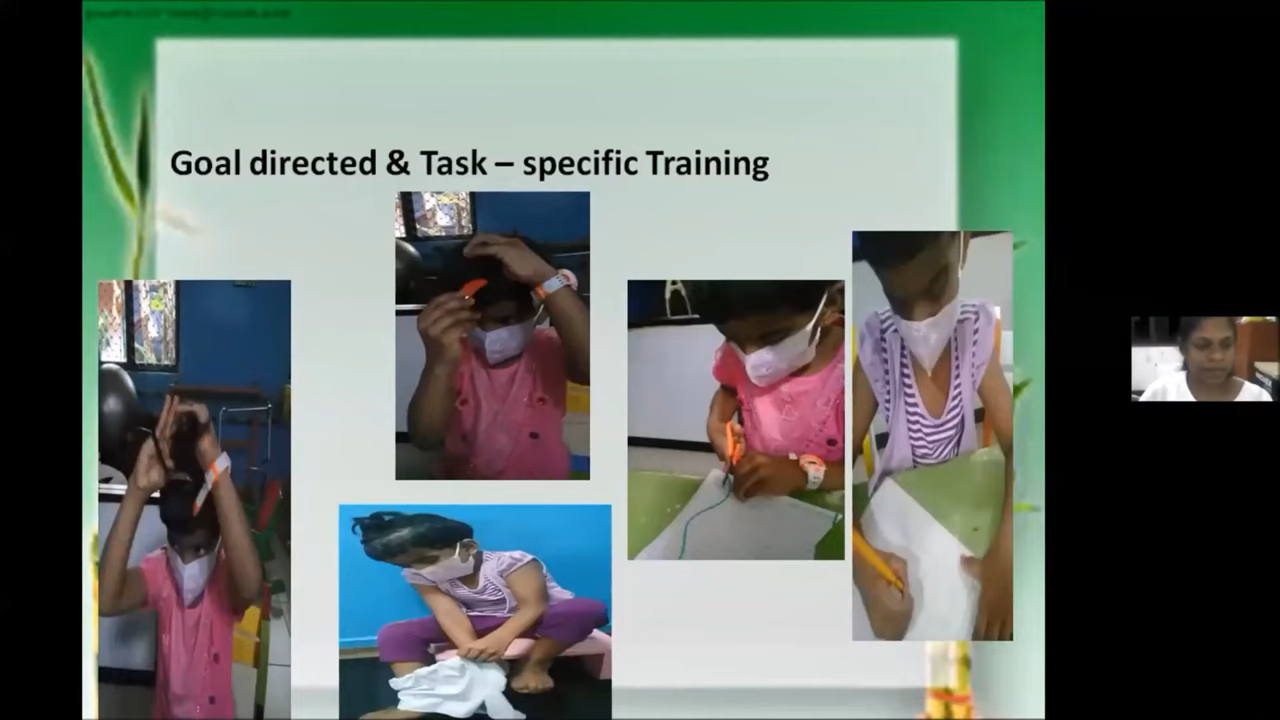 Goal directed & Task – specific Training